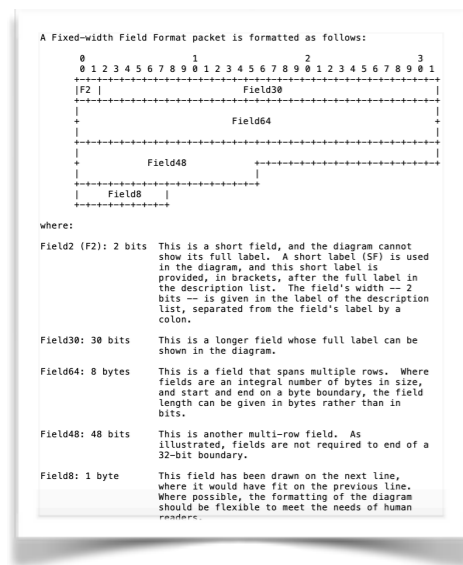 A Fixed-width Field Format packet is formatted as follows:
0                   1                   2                   3
0 1 2 3 4 5 6 7 8 9 0 1 2 3 4 5 6 7 8 9 0 1 2 3 4 5 6 7 8 9 0 1
+-+-+-+-+-+-+-+-+-+-+-+-+-+-+-+-+-+-+-+-+-+-+-+-+-+-+-+-+-+-+-+-+
|F2 |                        Field30                            |
+-+-+-+-+-+-+-+-+-+-+-+-+-+-+-+-+-+-+-+-+-+-+-+-+-+-+-+-+-+-+-+-+
|                                                               |
+                           Field64                             +
|                                                               |
+-+-+-+-+-+-+-+-+-+-+-+-+-+-+-+-+-+-+-+-+-+-+-+-+-+-+-+-+-+-+-+-+
|                                                               |
+            Field48            +-+-+-+-+-+-+-+-+-+-+-+-+-+-+-+-+
|                               |
+-+-+-+-+-+-+-+-+-+-+-+-+-+-+-+-+
|     Field8    |
+-+-+-+-+-+-+-+-+
where:
Field2 (F2): 2 bits  This is a short field, and the diagram cannot
show its full label.  A short label (SF) is used
in the diagram, and this short label is
provided, in brackets, after the full label in
the description list.  The field's width -- 2
bits -- is given in the label of the description
list, separated from the field's label by a
colon.
Field30: 30 bits  This is a longer field whose full label can be
shown in the diagram.
Field64: 8 bytes  This is a field that spans multiple rows.  Where
fields are an integral number of bytes in size,
and start and end on a byte boundary, the field
length can be given in bytes rather than in
bits.
Field48: 48 bits  This is another multi-row field.  As
illustrated, fields are not required to end of a
32-bit boundary.
Field8: 1 byte  This field has been drawn on the next line,
where it would have fit on the previous line.
Where possible, the formatting of the diagram
should be flexible to meet the needs of human
readers.